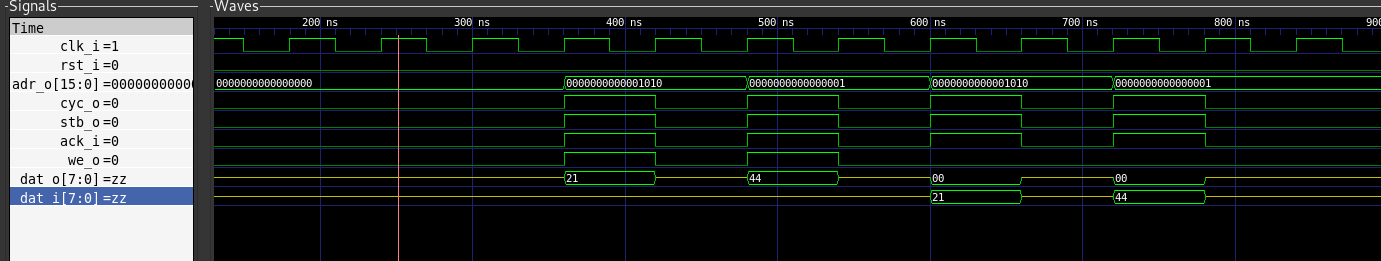 Signals Waves
Time 200 ns 300 ns 400 ns 500 ns 600 ns 700 ns 800 ns 900
clk_i=1
rst_i=0
adr_o[15:0]=00000000000 0000000000000000 0000000000001010 0000000000000001 0000000000001010 0000000000000001
cyc_o=0
stb_o=0
ack_i=0
we_o=0
dat_o[7:0]=zz 21 44 00 00
dat_i[7:0]=zz 21 44